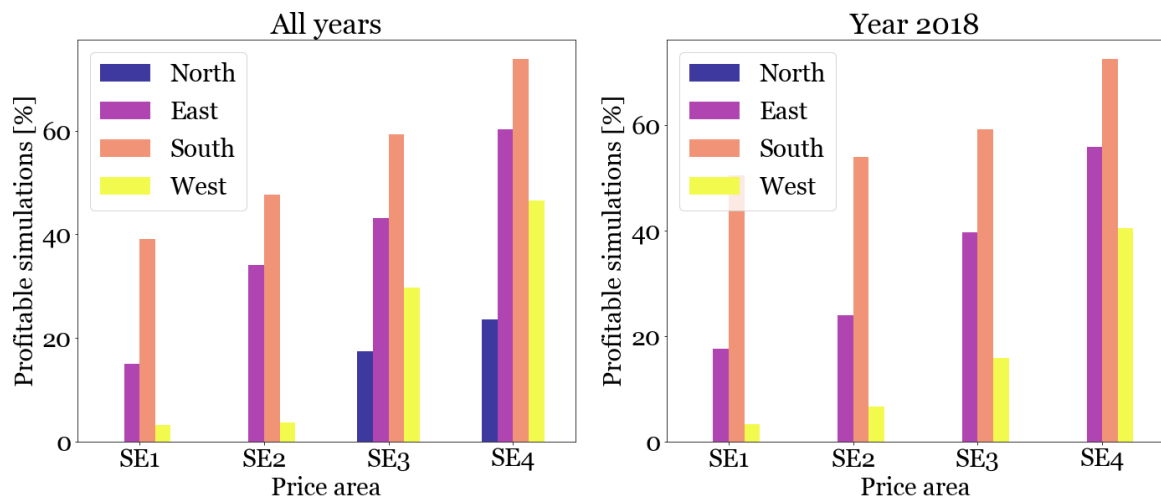 All years
Profitable simulations [%]
60
40
20
0
North
East
South
West
SE1 SE2 SE3 SE4
Price area
Year 2018
Profitable simulations [%]
60
40
20
0
North
East
South
West
SE1 SE2 SE3 SE4
Price area